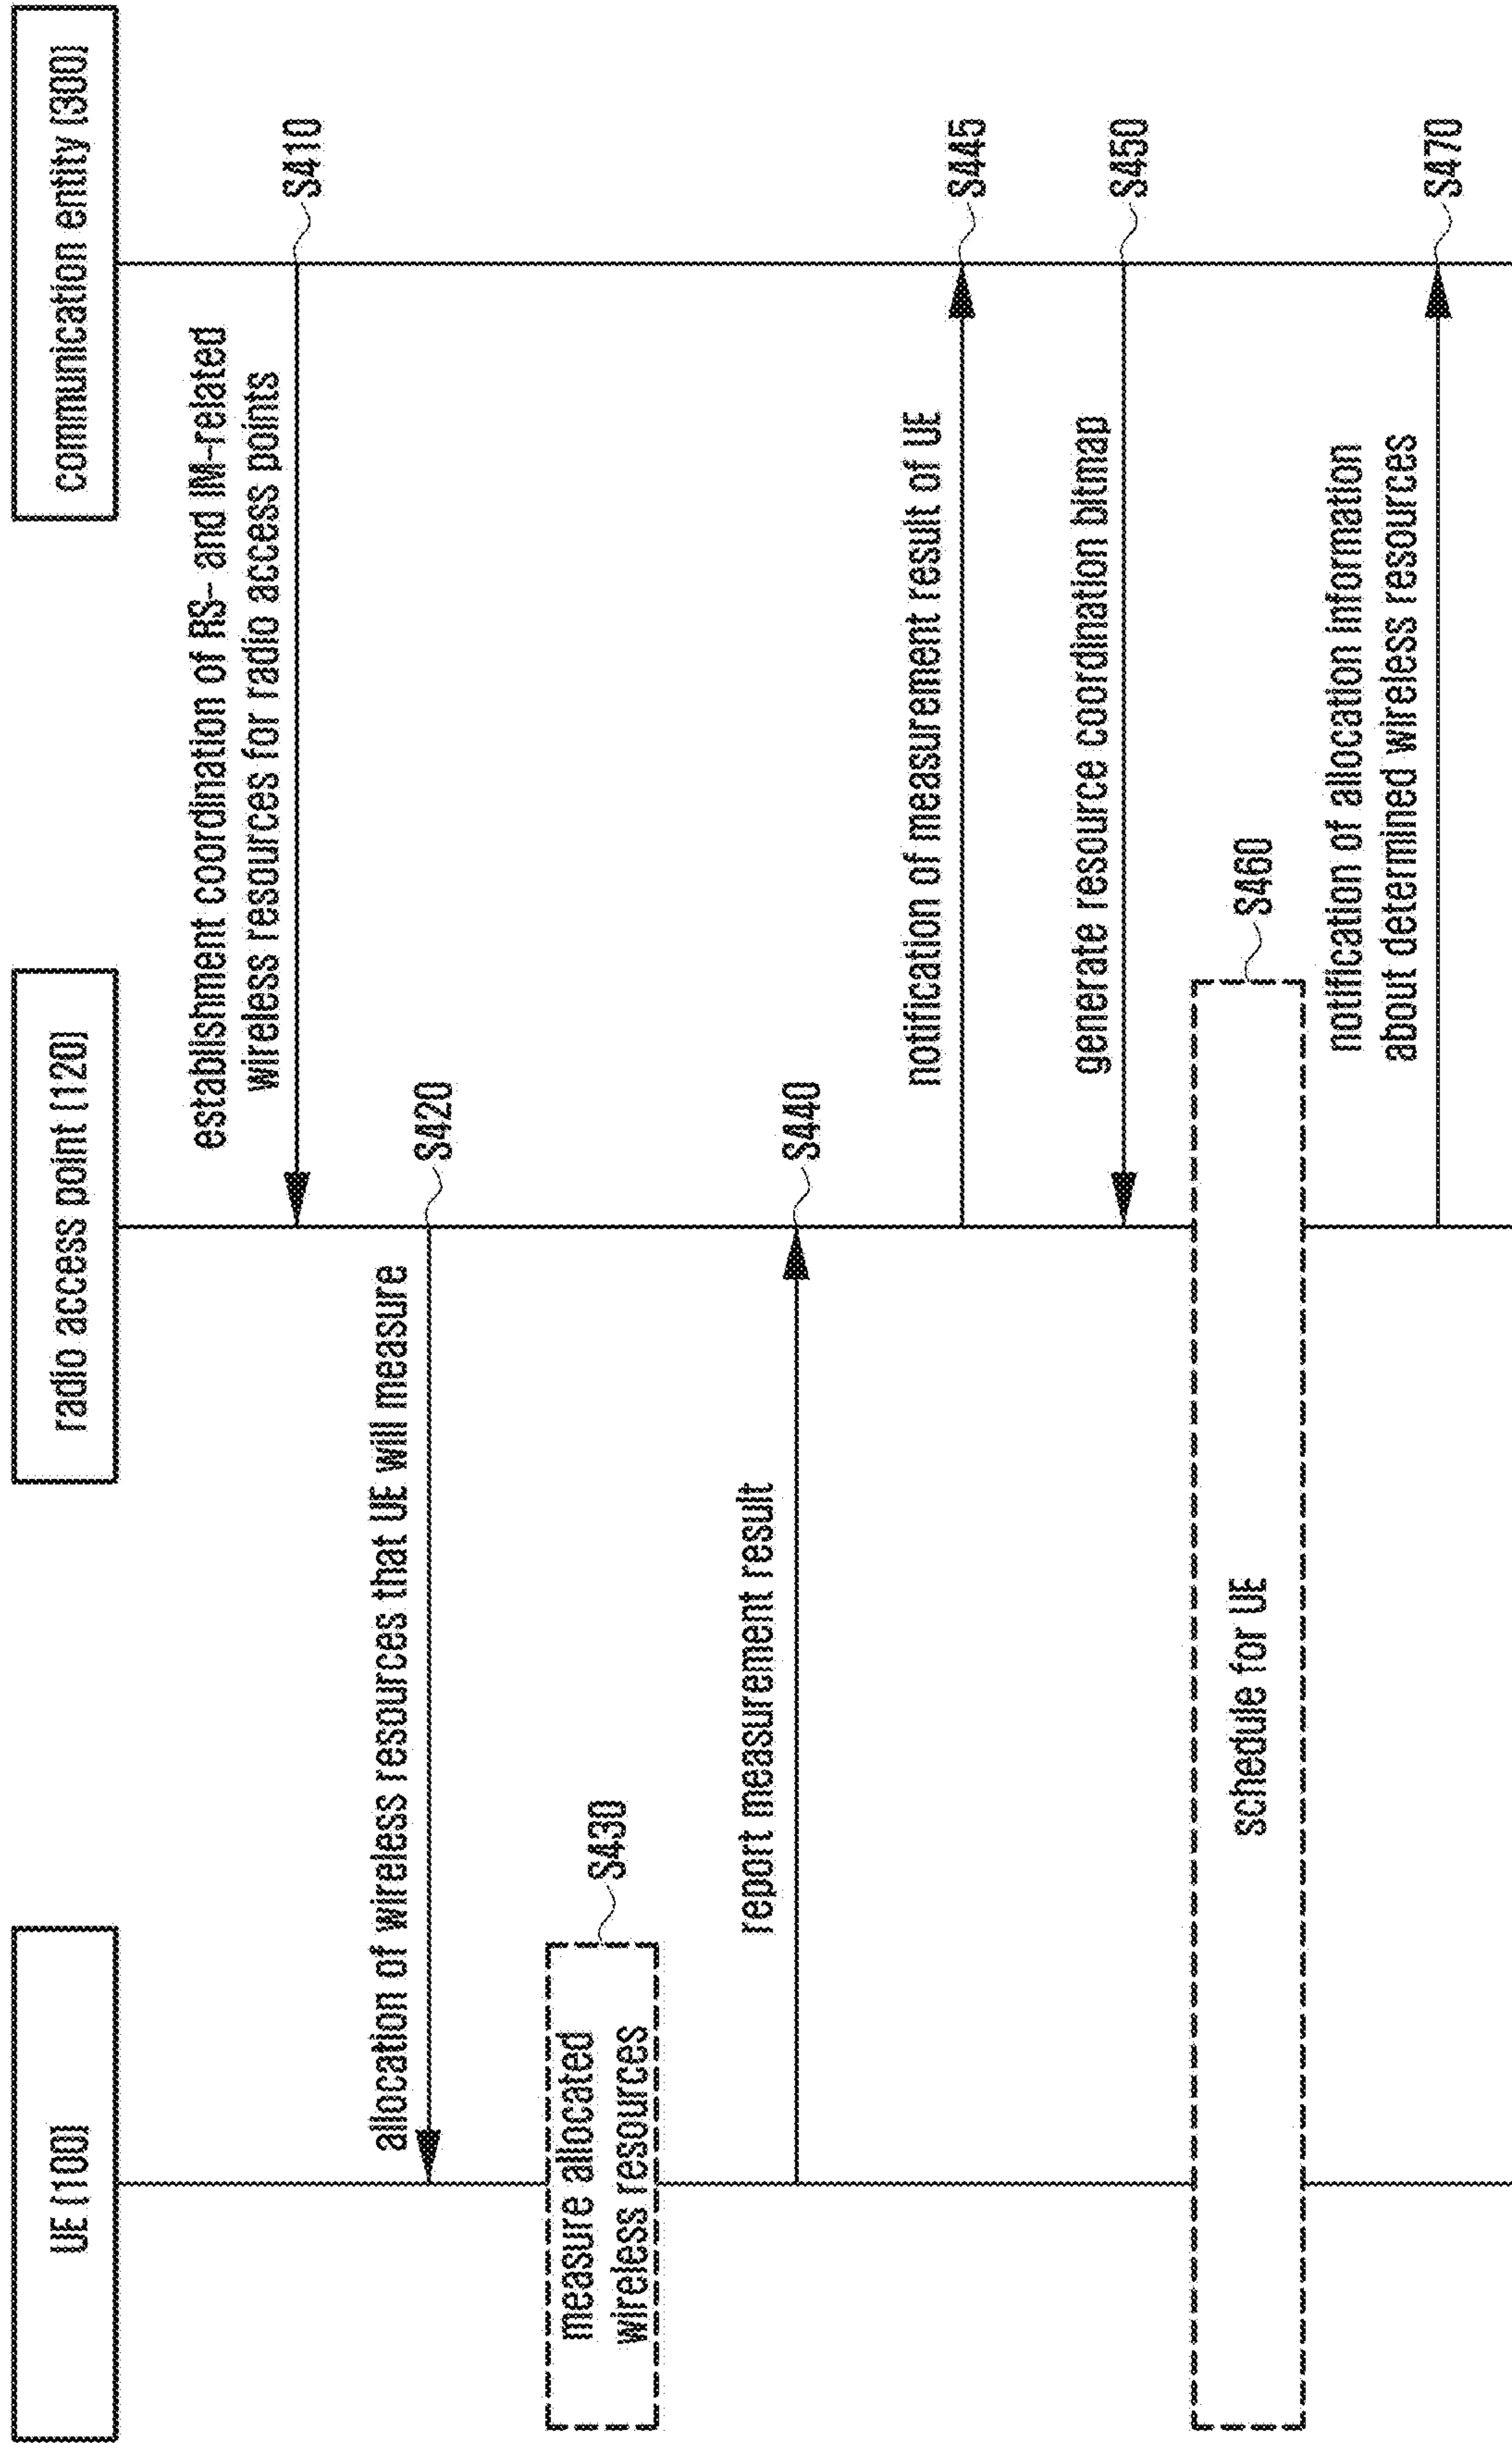 UE (100)
radio access point (120)
communication entity (300)
establishment coordination of RS- and IM-related
wireless resources for radio access points
S410
allocation of wireless resources that UE will measure
S420
measure allocated
wireless resources
S430
report measurement result
S440
notification of measurement result of UE
S445
generate resource coordination bitmap
S450
schedule for UE
S460
notification of allocation information
about determined wireless resources
S470